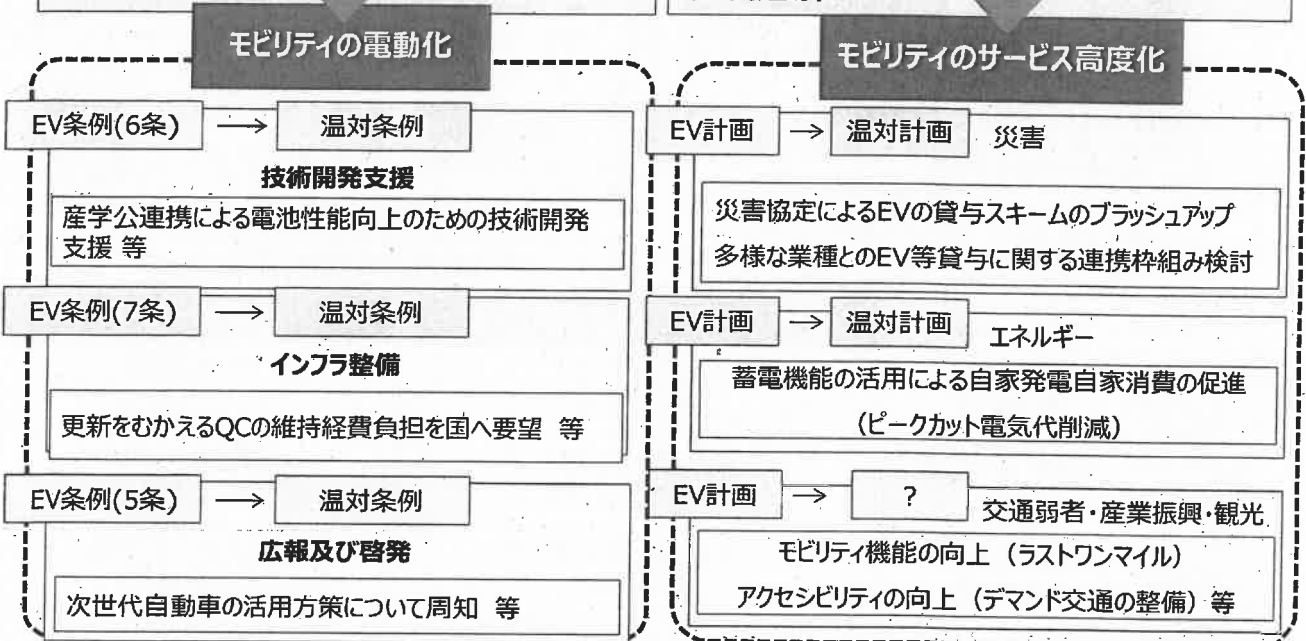 モビリティの電動化
EV条例(6条) → 温対条例
技術開発支援
産学公連携による電池性能向上のための技術開発
支援 等
EV条例(7条) → 温対条例
インフラ整備
更新をむかえるQCの維持経費負担を国へ要望 等
EV条例(5条) → 温対条例
広報及び啓発
次世代自動車の活用方策について周知 等
モビリティのサービス高度化
EV計画 → 温対計画 災害
災害協定によるEVの貸与スキームのブラッシュアップ
多様な業種とのEV等貸与に関する連携枠組み検討
EV計画 → 温対計画 エネルギー
蓄電機能の活用による自家発電自家消費の促進
(ピークカット電気代削減)
EV計画 → ? 交通弱者・産業振興・観光
モビリティ機能の向上(ラストワンマイル)
アクセシビリティの向上(デマンド交通の整備)等